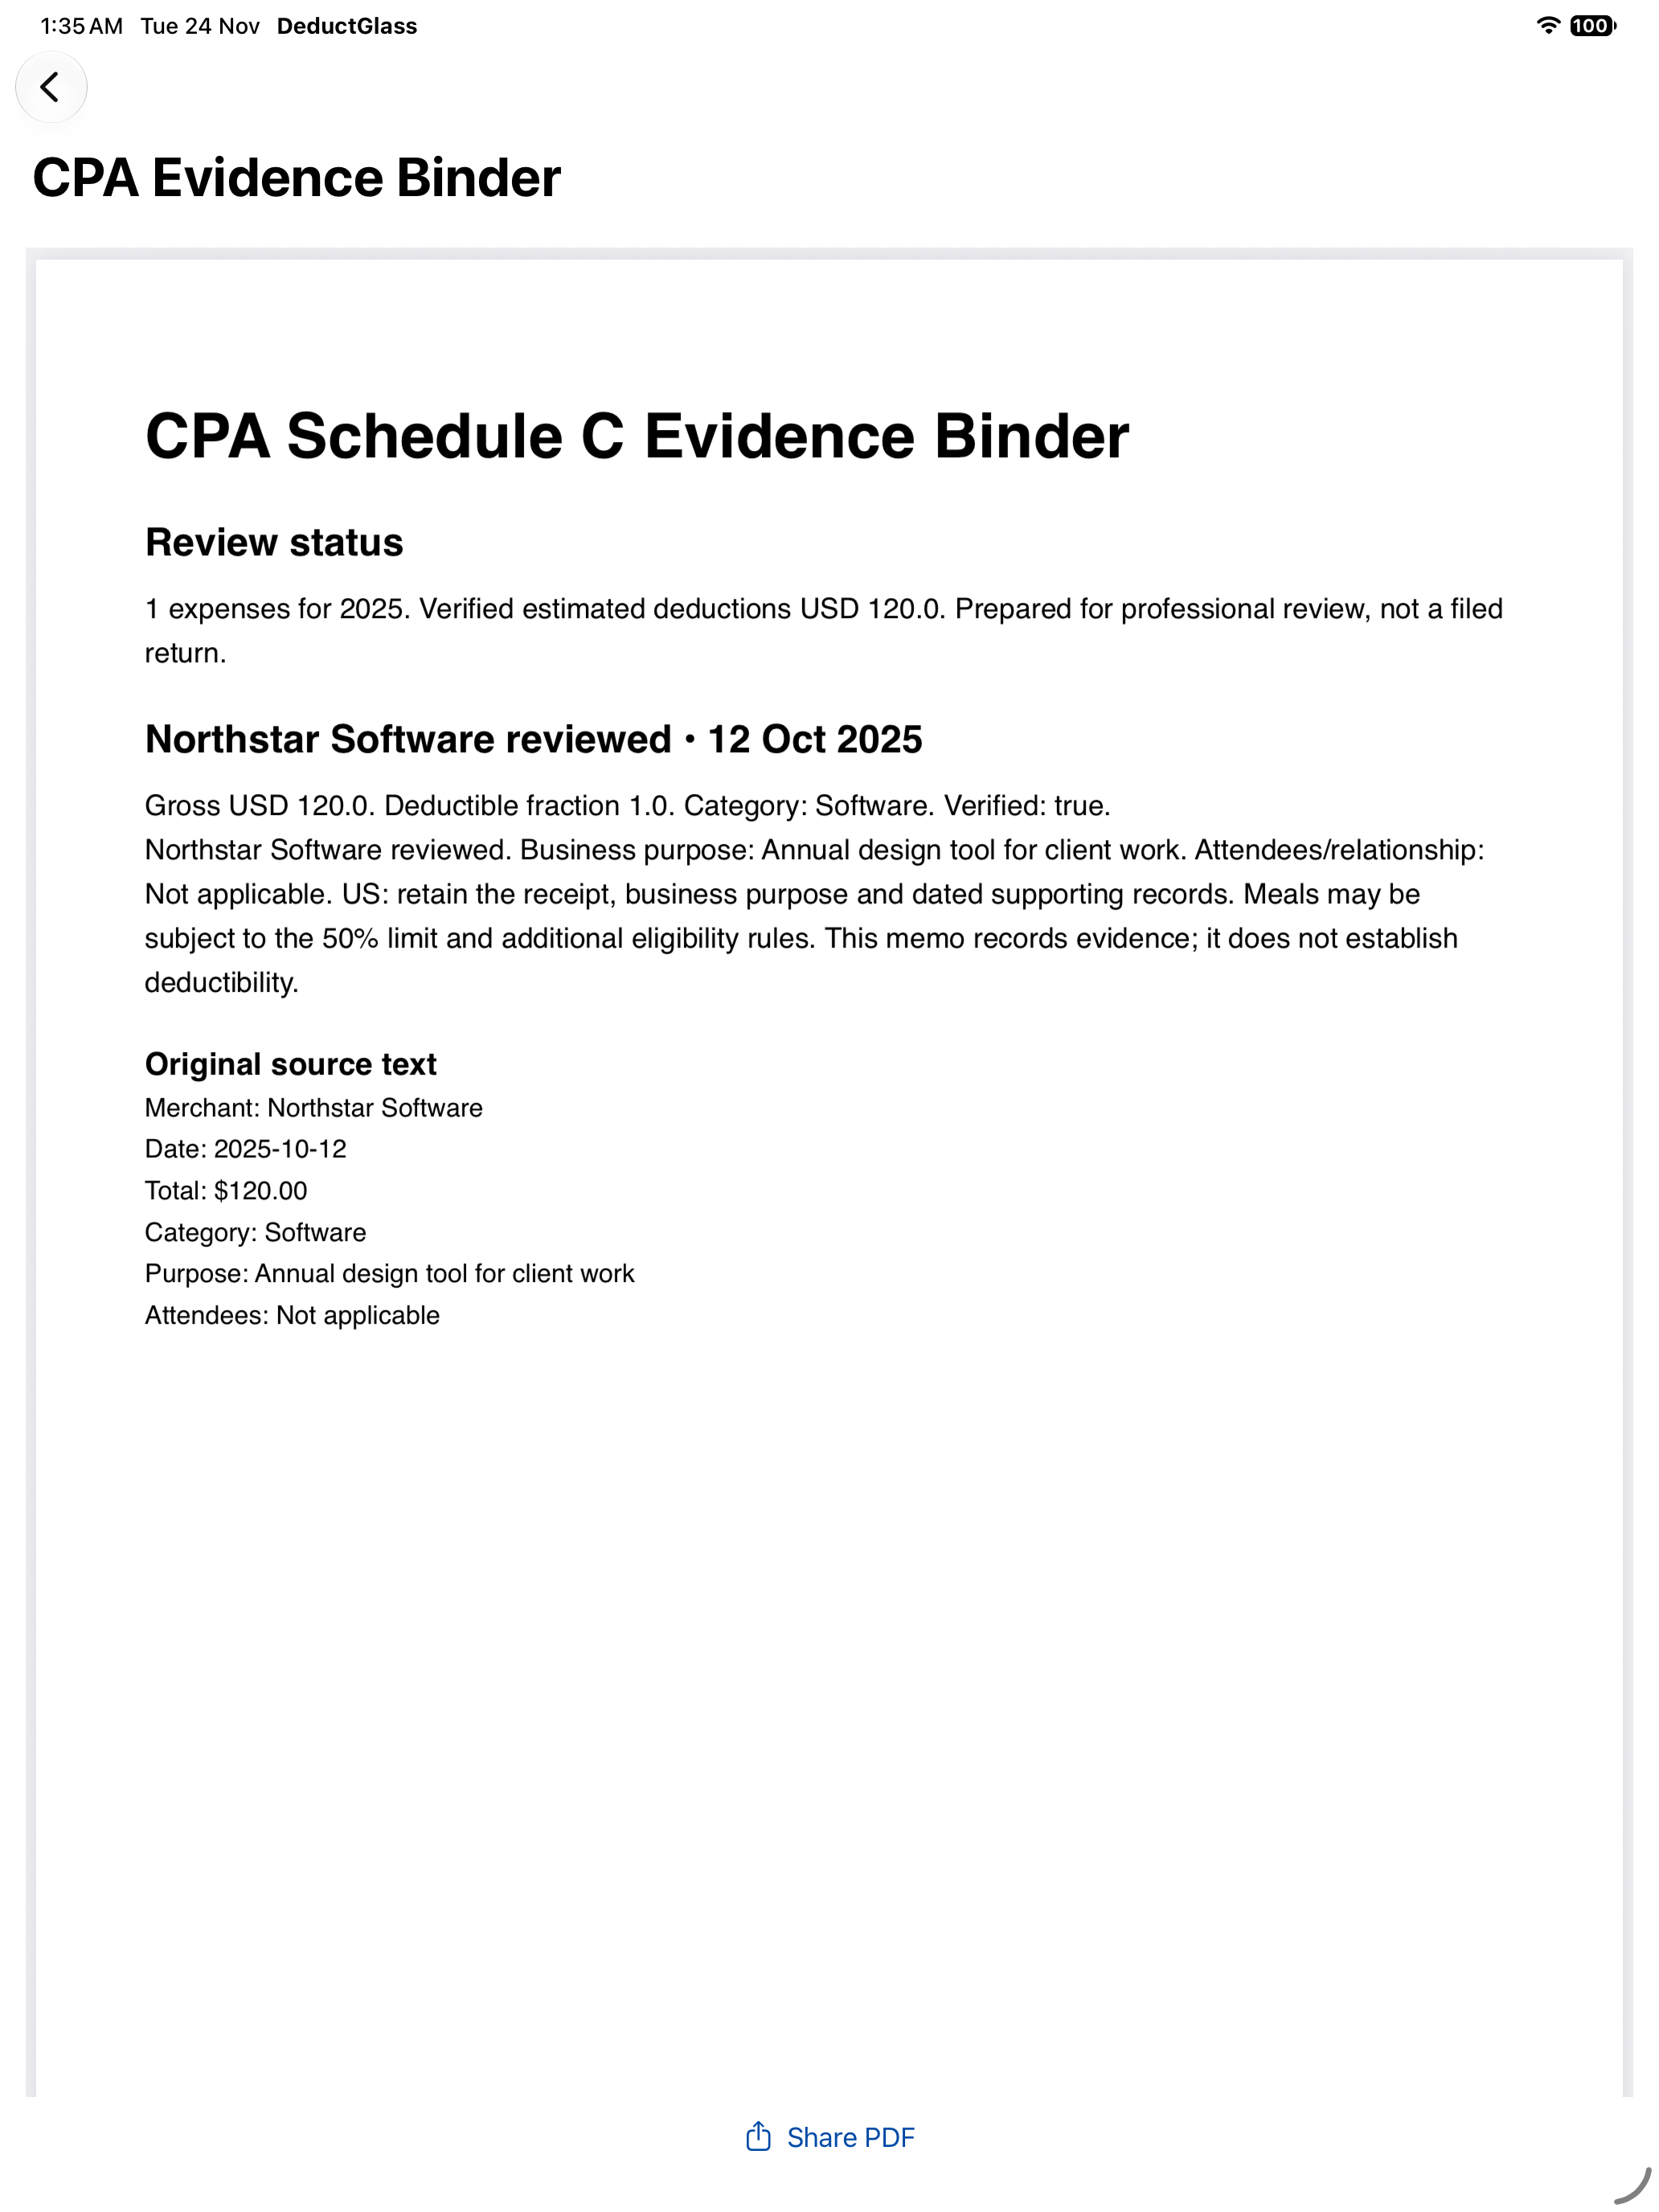 1:35 AM Tue 24 Nov DeductGlass 100
CPA Evidence Binder
CPA Schedule C Evidence Binder
Review status
1 expenses for 2025. Verified estimated deductions USD 120.0. Prepared for professional review, not a filed
return.
Northstar Software reviewed • 12 Oct 2025
Gross USD 120.0. Deductible fraction 1.0. Category: Software. Verified: true.
Northstar Software reviewed. Business purpose: Annual design tool for client work. Attendees/relationship:
Not applicable. US: retain the receipt, business purpose and dated supporting records. Meals may be
subject to the 50% limit and additional eligibility rules. This memo records evidence; it does not establish
deductibility.
Original source text
Merchant: Northstar Software
Date: 2025-10-12
Total: $120.00
Category: Software
Purpose: Annual design tool for client work
Attendees: Not applicable
Share PDF